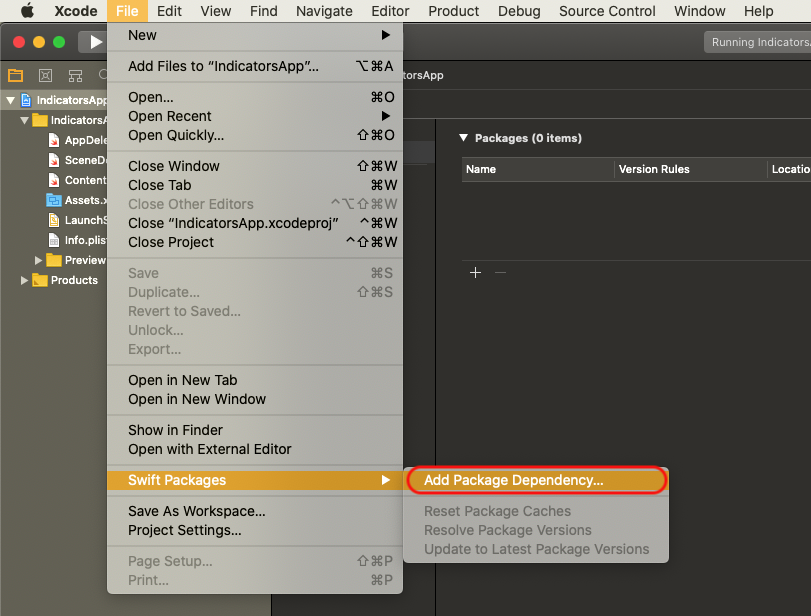 Xcode File Edit View Find Navigate Editor Product Debug Source Control Window Help
Running IndicatorsA
New
Add Files to “IndicatorsApp”... ⌥⌘A
torsApp
Open... ⌘O
IndicatorsApp
Open Recent
IndicatorsA
Open Quickly... ⇧⌘O
AppDele
Packages (0 items)
SceneDe
Close Window ⇧⌘W
Name Version Rules Locatio
Content
Close Tab ⌘W
Assets.x
Close Other Editors ^⌥⇧⌘W
LaunchS
Close “IndicatorsApp.xcodeproj” ^⌘W
Info.plis
Close Project ^⇧⌘W
Preview
Save ⌘S
Products
Duplicate... ⇧⌘S
Revert to Saved...
Unlock...
Export...
Open in New Tab
Open in New Window
Show in Finder
Open with External Editor
Swift Packages
Add Package Dependency...
Reset Package Caches
Resolve Package Versions
Update to Latest Package Versions
Save As Workspace...
Project Settings...
Page Setup... ⇧⌘P
Print... ⌘P